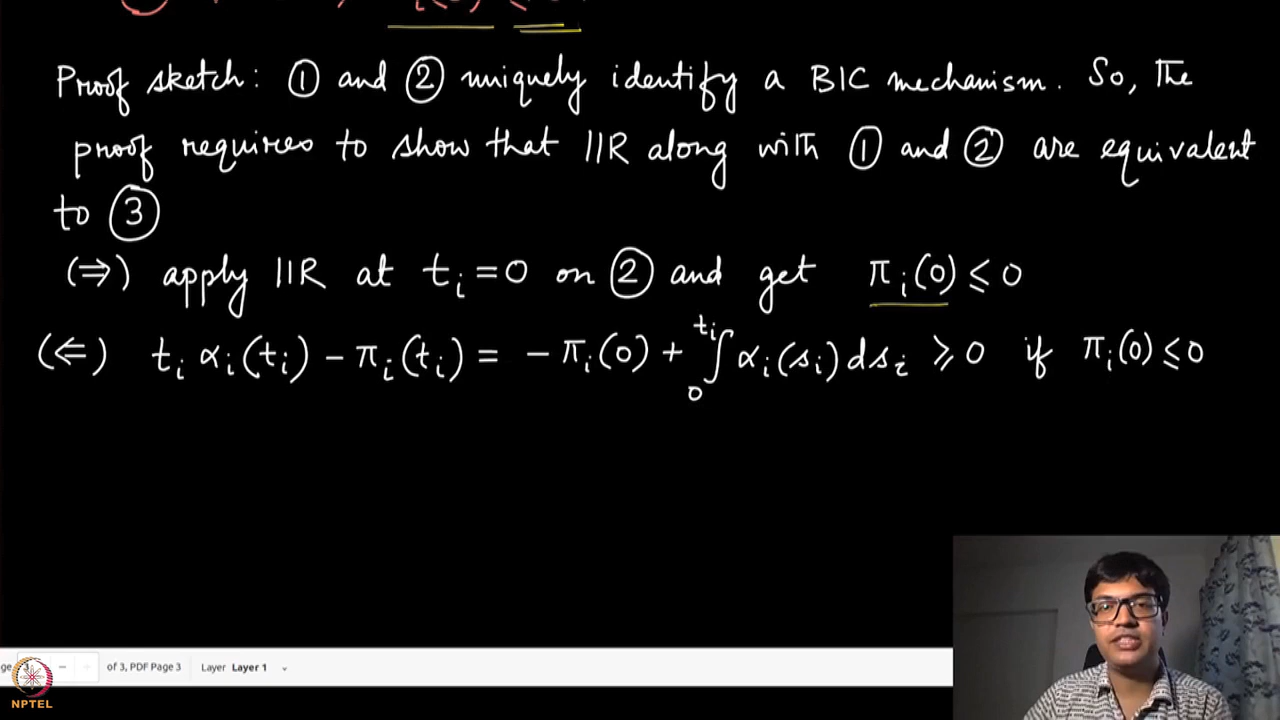 Proof sketch: ① and ② uniquely identify a BIC mechanism. So, the
proof requires to show that IIR along with ① and ② are equivalent
to ③
(⇒) apply IIR at tᵢ = 0 on ② and get πᵢ(0) ⩽ 0
(⇐) tᵢ αᵢ(tᵢ) − πᵢ(tᵢ) = − πᵢ(0) + ∫₀^tᵢ αᵢ(sᵢ) dsᵢ ⩾ 0 if πᵢ(0) ⩽ 0
ge 3 of 3, PDF Page 3 Layer Layer 1
NPTEL